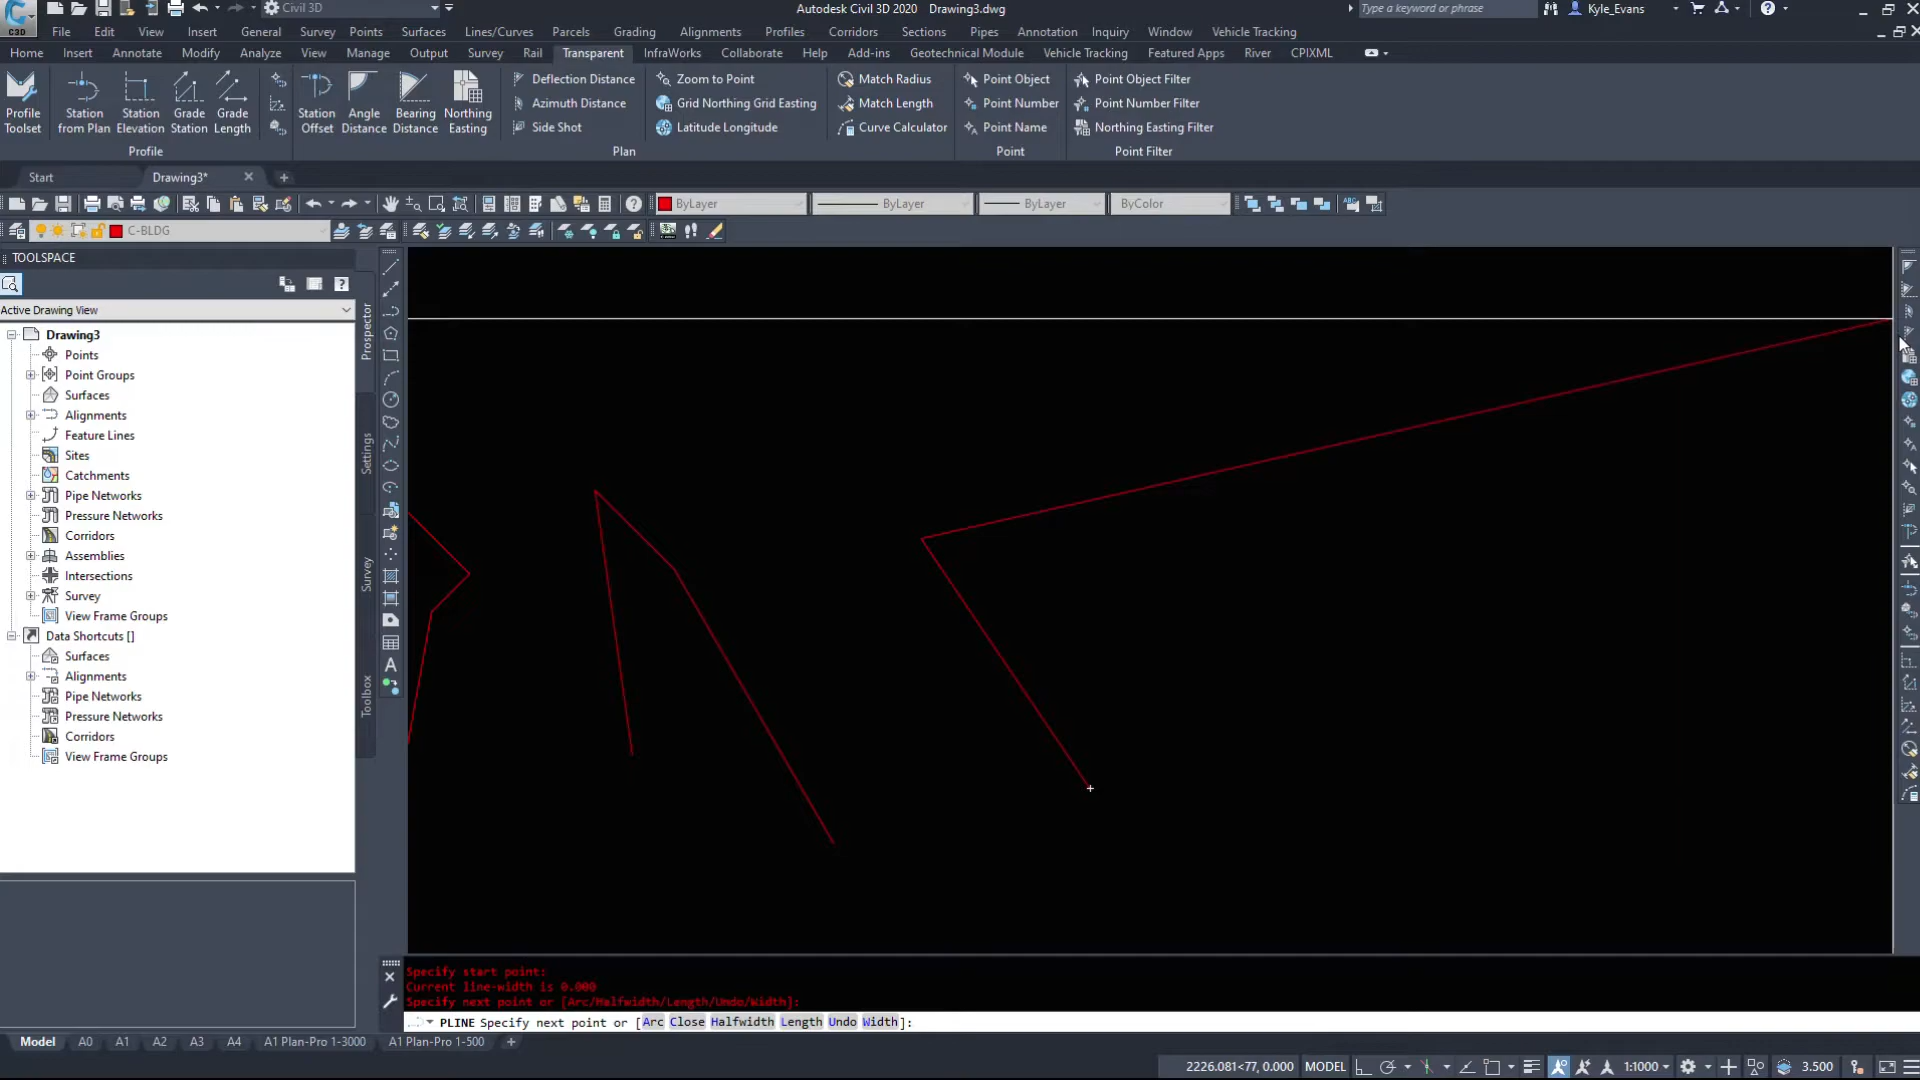 Civil 3D
Autodesk Civil 3D 2020 Drawing3.dwg
Type a keyword or phrase
Kyle_Evans
C3D
File Edit View Insert General Survey Points Surfaces Lines/Curves Parcels Grading Alignments Profiles Corridors Sections Pipes Annotation Inquiry Window Vehicle Tracking
Home Insert Annotate Modify Analyze View Manage Output Survey Rail Transparent InfraWorks Collaborate Help Add-ins Geotechnical Module Vehicle Tracking Featured Apps River CPIXML
Profile Toolset
Station from Plan
Station Elevation
Grade Station
Grade Length
Station Offset
Angle Distance
Bearing Distance
Northing Easting
Deflection Distance
Azimuth Distance
Side Shot
Zoom to Point
Grid Northing Grid Easting
Latitude Longitude
Match Radius
Match Length
Curve Calculator
Point Object
Point Number
Point Name
Point Object Filter
Point Number Filter
Northing Easting Filter
Profile Plan Point Point Filter
Start Drawing3*
ByLayer ByLayer ByLayer ByColor
C-BLDG
TOOLSPACE
Active Drawing View
Drawing3
Points
Point Groups
Surfaces
Alignments
Feature Lines
Sites
Catchments
Pipe Networks
Pressure Networks
Corridors
Assemblies
Intersections
Survey
View Frame Groups
Data Shortcuts []
Surfaces
Alignments
Pipe Networks
Pressure Networks
Corridors
View Frame Groups
Prospector
Settings
Survey
Toolbox
Specify start point:
Current line-width is 0.000
Specify next point or [Arc/Halfwidth/Length/Undo/Width]:
PLINE Specify next point or [Arc Close Halfwidth Length Undo Width]:
Model A0 A1 A2 A3 A4 A1 Plan-Pro 1-3000 A1 Plan-Pro 1-500
2226.081<77, 0.000 MODEL 1:1000 3.500